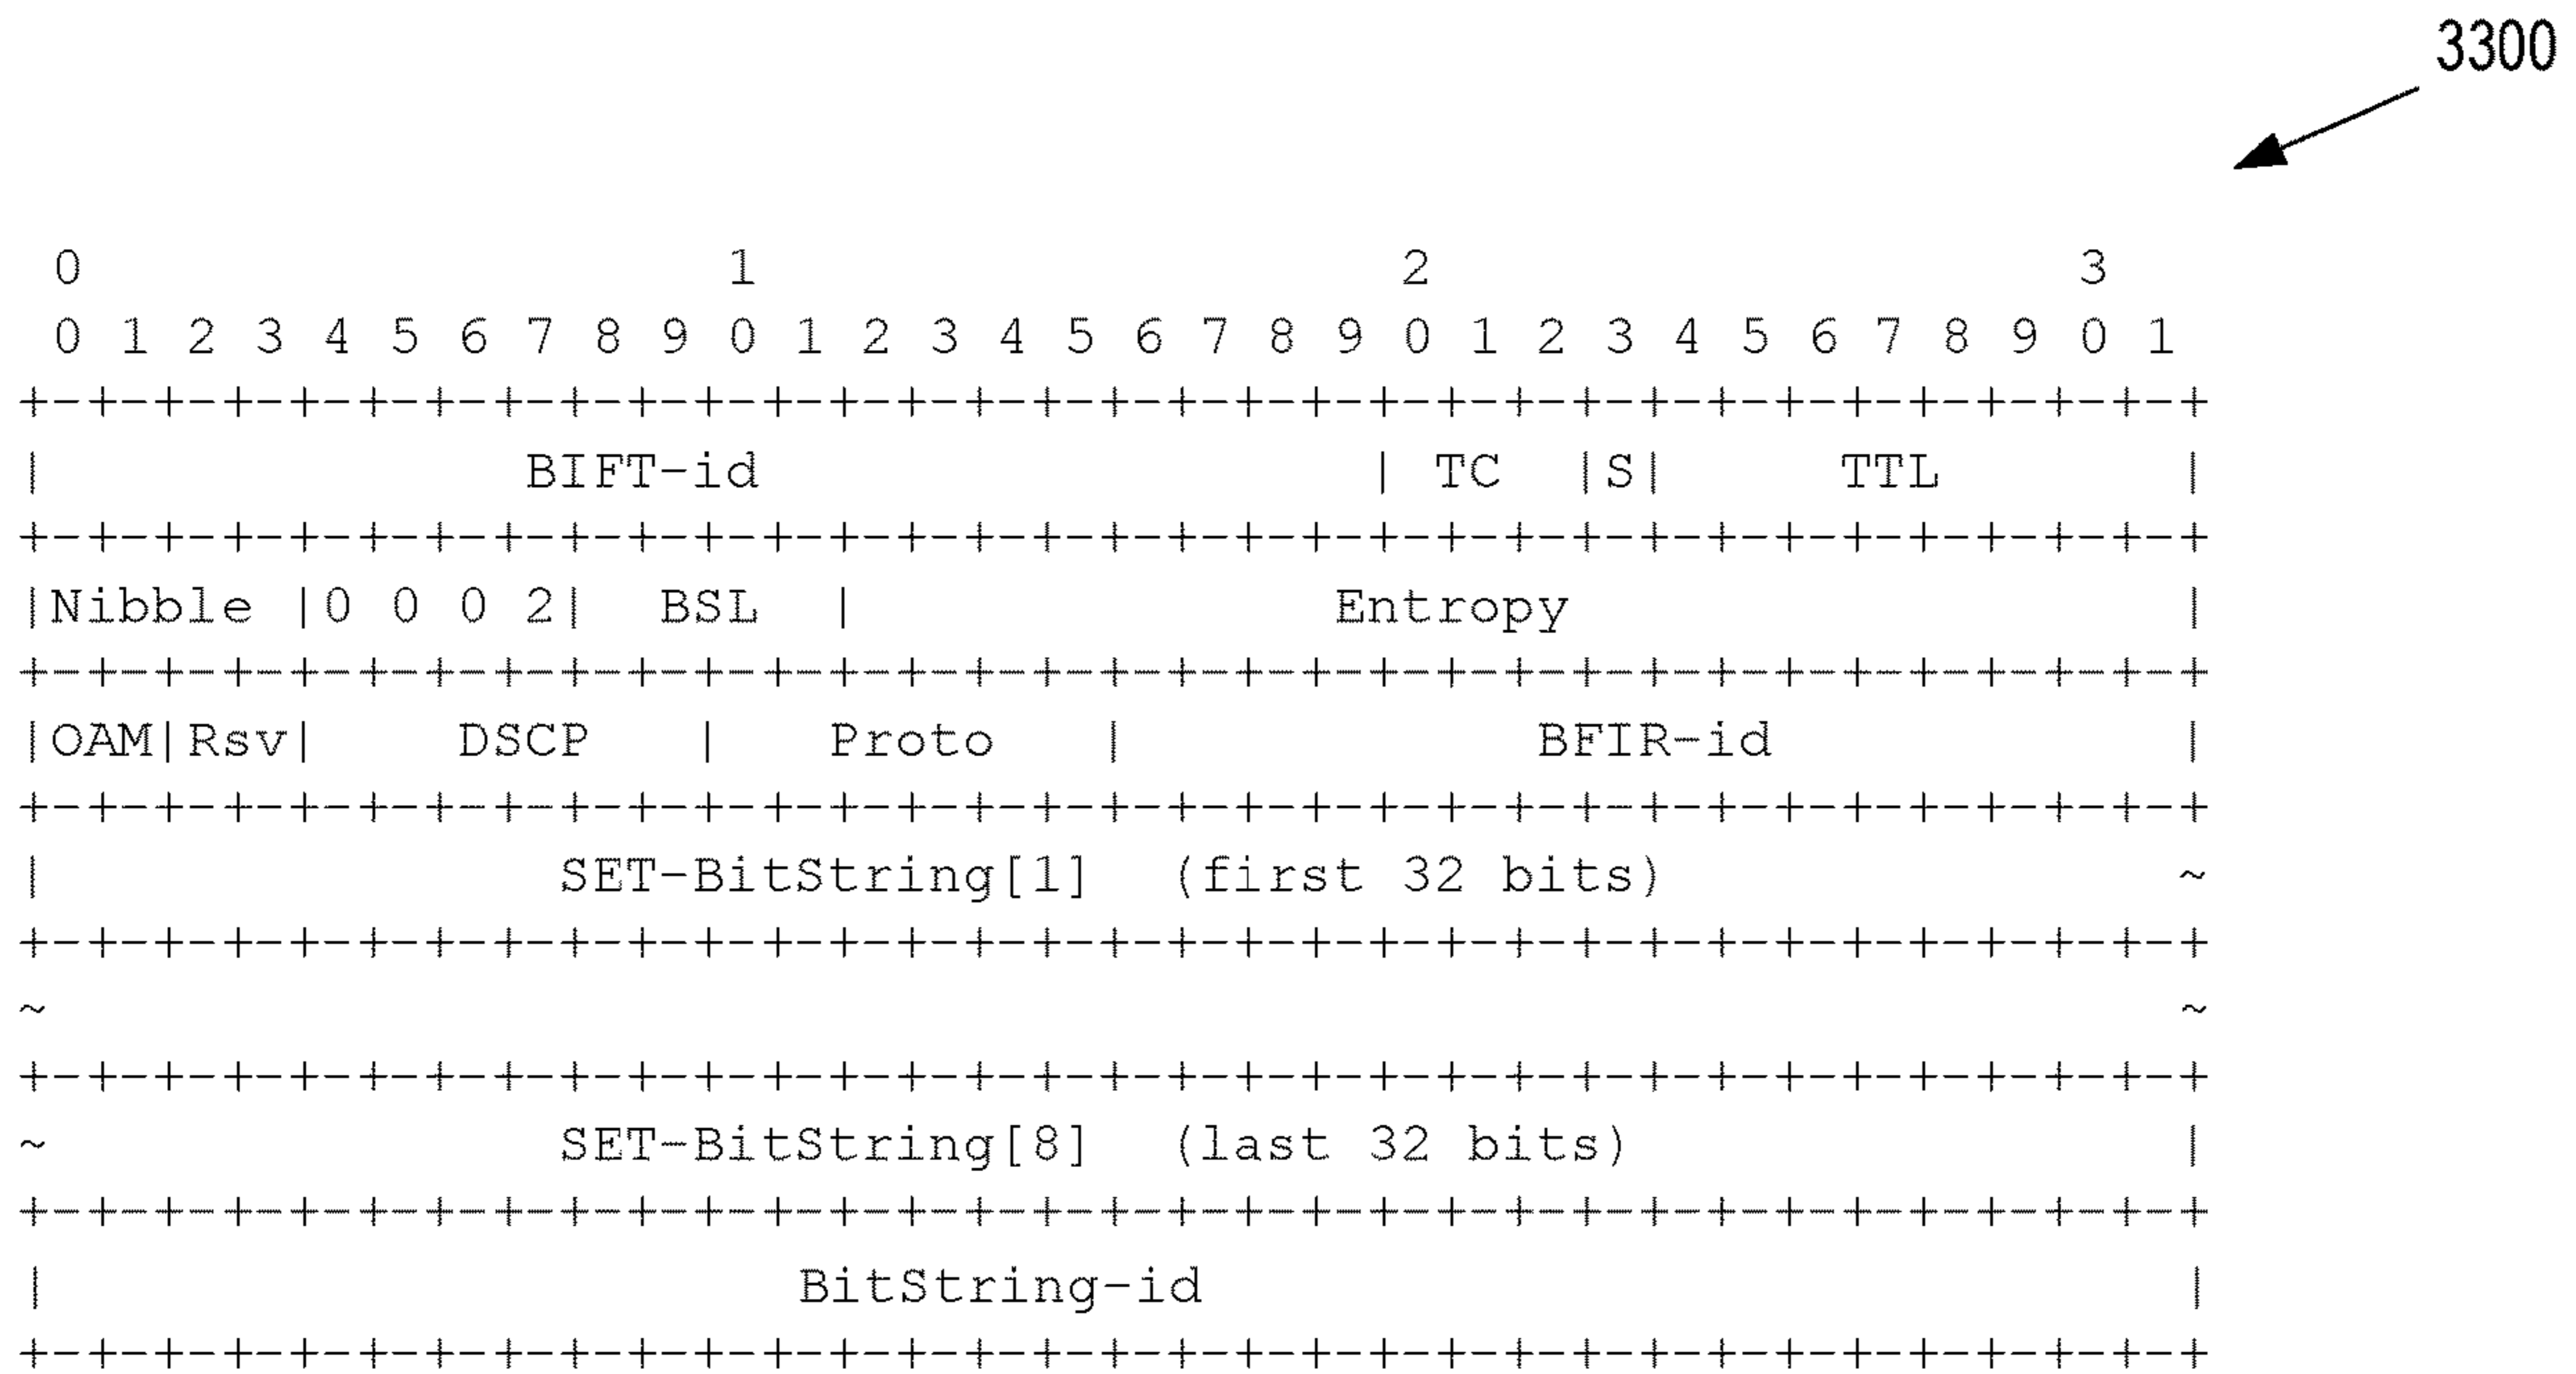 3300
 0                   1                   2                   3
 0 1 2 3 4 5 6 7 8 9 0 1 2 3 4 5 6 7 8 9 0 1 2 3 4 5 6 7 8 9 0 1
+-+-+-+-+-+-+-+-+-+-+-+-+-+-+-+-+-+-+-+-+-+-+-+-+-+-+-+-+-+-+-+-+
|              BIFT-id                  | TC  |S|     TTL       |
+-+-+-+-+-+-+-+-+-+-+-+-+-+-+-+-+-+-+-+-+-+-+-+-+-+-+-+-+-+-+-+-+
|Nibble |0 0 0 2|  BSL  |              Entropy                  |
+-+-+-+-+-+-+-+-+-+-+-+-+-+-+-+-+-+-+-+-+-+-+-+-+-+-+-+-+-+-+-+-+
|OAM|Rsv|    DSCP   |   Proto   |            BFIR-id            |
+-+-+-+-+-+-+-+-+-+-+-+-+-+-+-+-+-+-+-+-+-+-+-+-+-+-+-+-+-+-+-+-+
|               SET-BitString[1]  (first 32 bits)               ~
+-+-+-+-+-+-+-+-+-+-+-+-+-+-+-+-+-+-+-+-+-+-+-+-+-+-+-+-+-+-+-+-+
~                                                               ~
+-+-+-+-+-+-+-+-+-+-+-+-+-+-+-+-+-+-+-+-+-+-+-+-+-+-+-+-+-+-+-+-+
~               SET-BitString[8]  (last 32 bits)                |
+-+-+-+-+-+-+-+-+-+-+-+-+-+-+-+-+-+-+-+-+-+-+-+-+-+-+-+-+-+-+-+-+
|                      BitString-id                             |
+-+-+-+-+-+-+-+-+-+-+-+-+-+-+-+-+-+-+-+-+-+-+-+-+-+-+-+-+-+-+-+-+